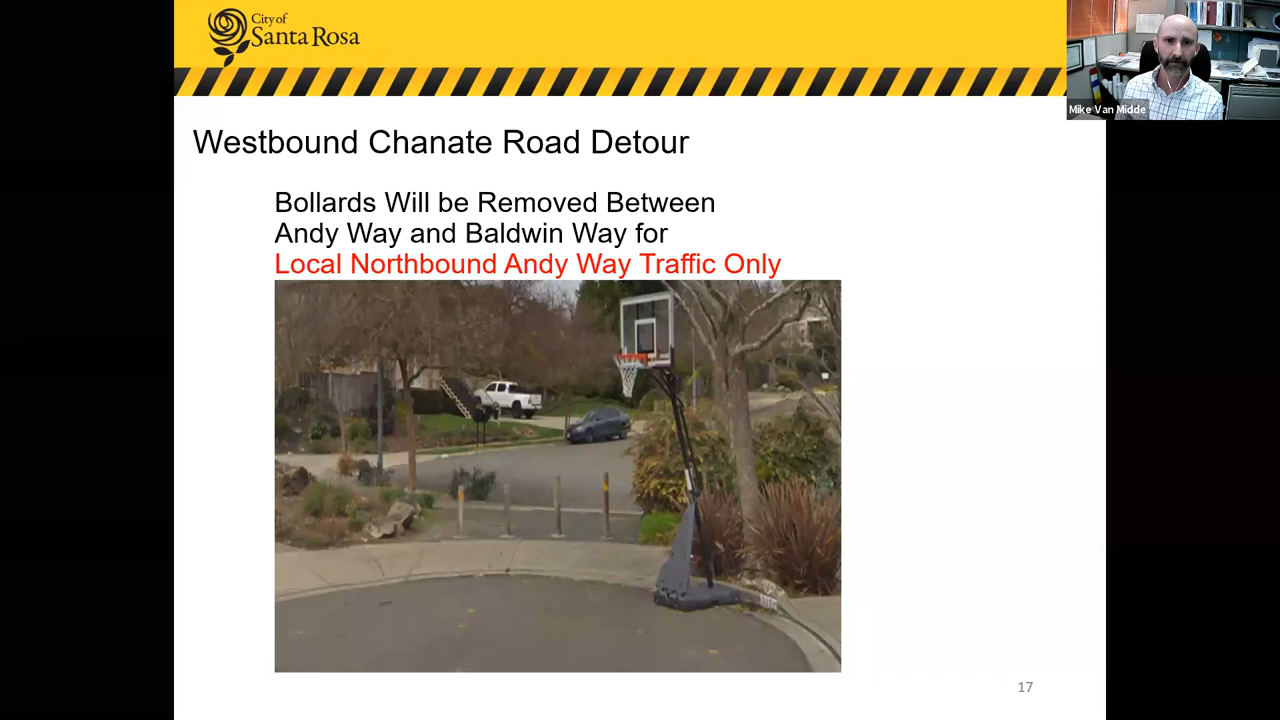 City of
Santa Rosa
Mike Van Midde
Westbound Chanate Road Detour
Bollards Will be Removed Between
Andy Way and Baldwin Way for
Local Northbound Andy Way Traffic Only
17